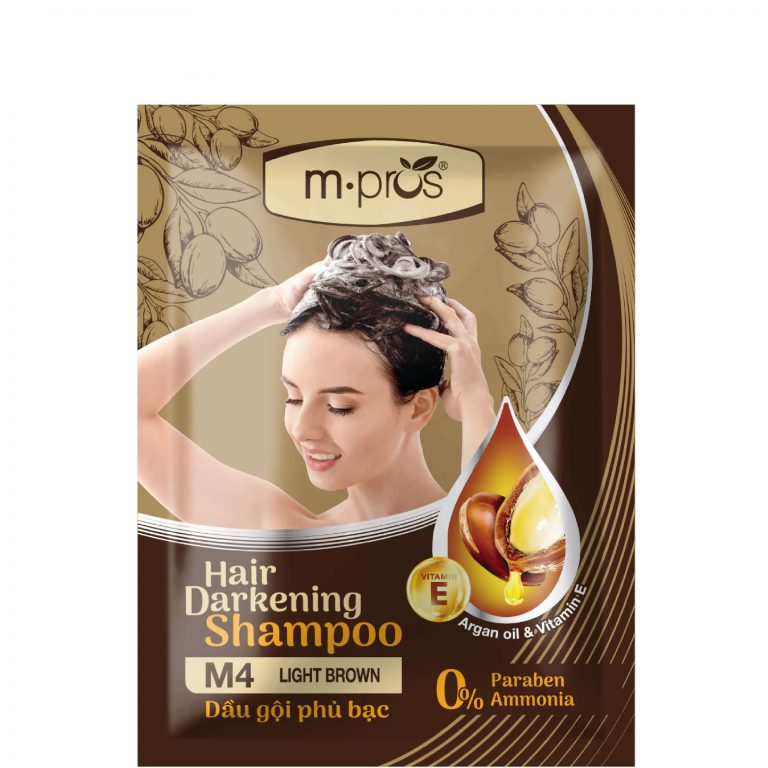 m·pros®
Hair
Darkening
Shampoo
M4 LIGHT BROWN
Dầu gội phủ bạc
VITAMIN
E
Argan oil & Vitamin E
0% Paraben
Ammonia